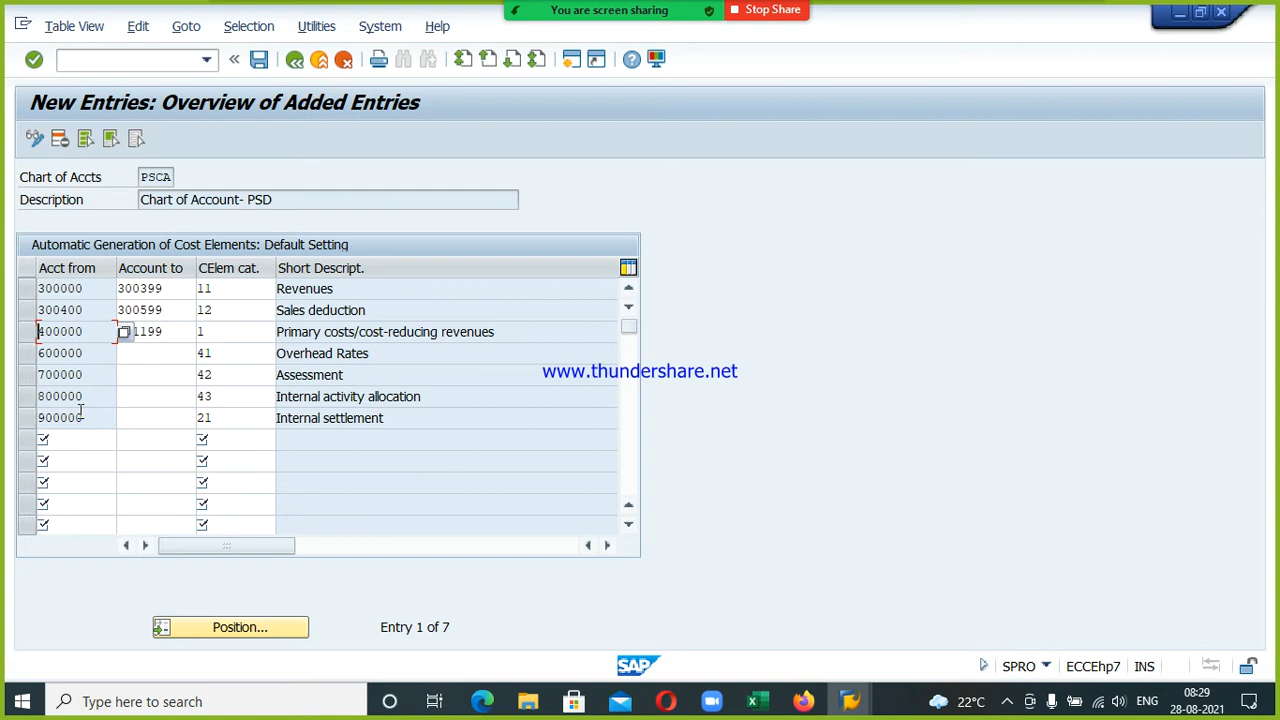 You are screen sharing
Stop Share
Table View Edit Goto Selection Utilities System Help
New Entries: Overview of Added Entries
Chart of Accts PSCA
Description Chart of Account- PSD
Automatic Generation of Cost Elements: Default Setting
Acct from Account to CElem cat. Short Descript.
300000 300399 11 Revenues
300400 300599 12 Sales deduction
400000 1199 1 Primary costs/cost-reducing revenues
600000 41 Overhead Rates
www.thundershare.net
700000 42 Assessment
800000 43 Internal activity allocation
900000 21 Internal settlement
Position... Entry 1 of 7
SAP SPRO ECCEhp7 INS
Type here to search
22°C ENG
08:29
28-08-2021